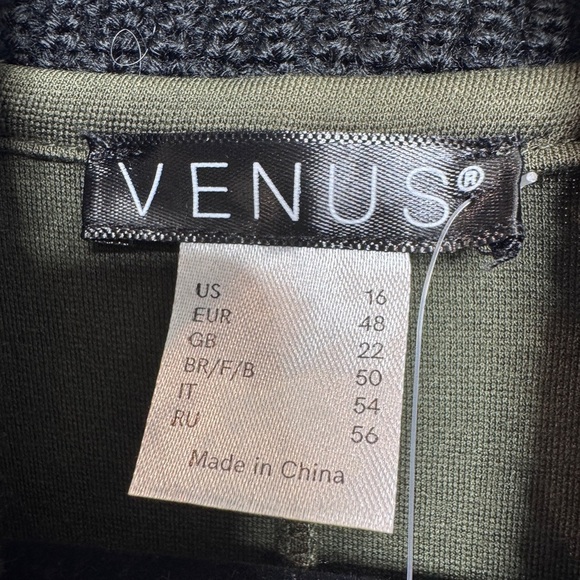 VENUS®
US 16
EUR 48
GB 22
BR/F/B 50
IT 54
RU 56
Made in China